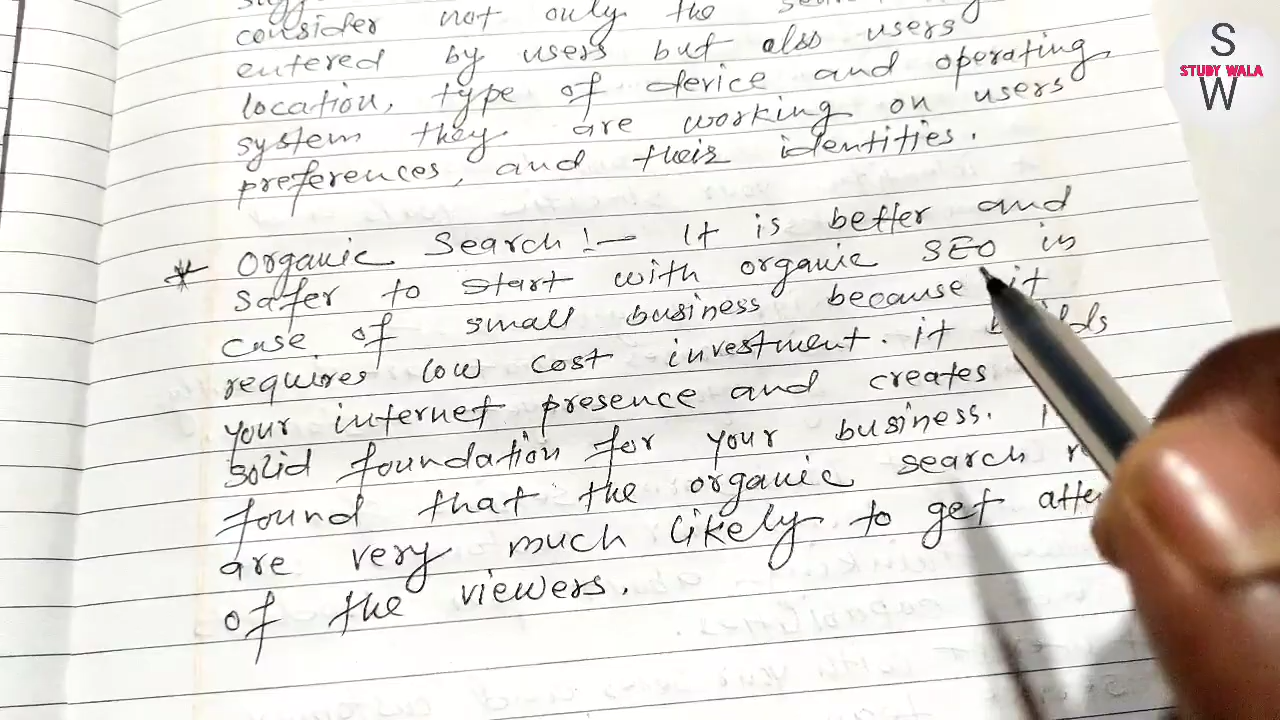 consider not only the
entered by users but also users
location, type of device and operating
system they are working on users
preferences, and their identities.
* Organic Search:- It is better and
safer to start with organic SEO in
case of small business because it
requires low cost investment. it
your internet presence and creates
solid foundation for your business.
found that the organic search
are very much likely to get
of the viewers.
S
STUDY WALA
W